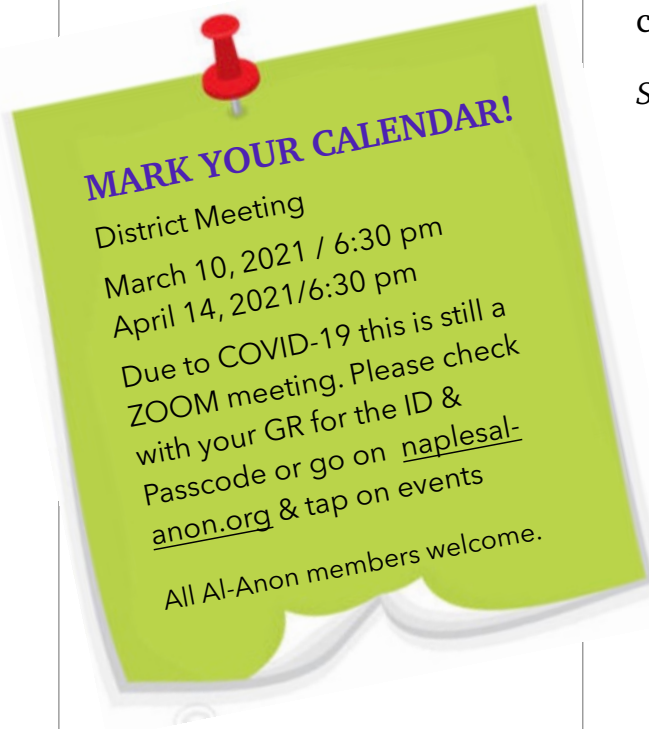 MARK YOUR CALENDAR!
District Meeting
March 10, 2021 / 6:30 pm
April 14, 2021/6:30 pm
Due to COVID-19 this is still a
ZOOM meeting. Please check
with your GR for the ID &
Passcode or go on naplesal-
anon.org & tap on events
All Al-Anon members welcome.
c
S